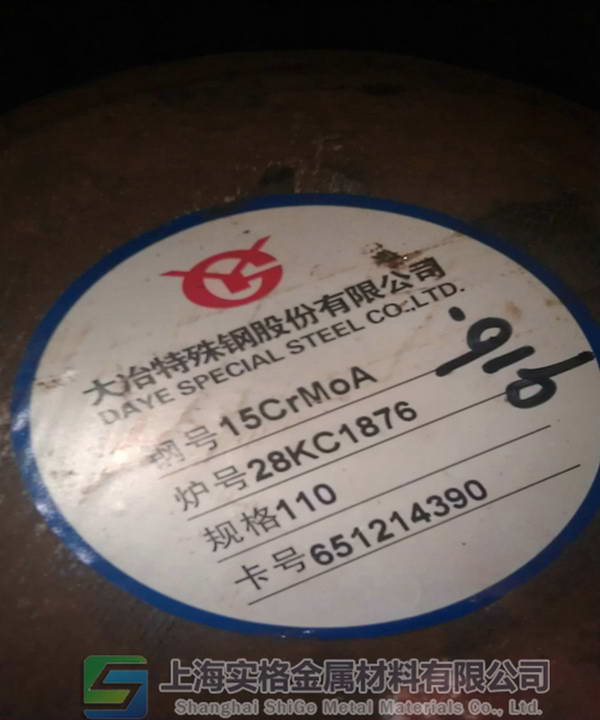 大冶特殊钢股份有限公司
DAYE SPECIAL STEEL CO.,LTD.
钢号15CrMoA
炉号28KC1876
规格110
卡号651214390
上海实格金属材料有限公司
Shanghai ShiGe Metal Materials Co., Ltd.